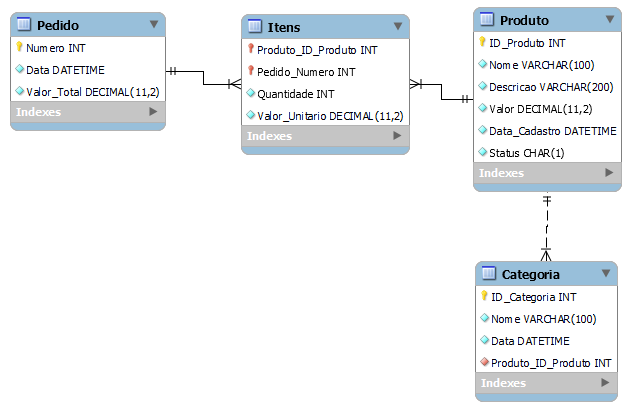 Pedido
Numero INT
Data DATETIME
Valor_Total DECIMAL(11,2)
Indexes
Itens
Produto_ID_Produto INT
Pedido_Numero INT
Quantidade INT
Valor_Unitario DECIMAL(11,2)
Indexes
Produto
ID_Produto INT
Nome VARCHAR(100)
Descricao VARCHAR(200)
Valor DECIMAL(11,2)
Data_Cadastro DATETIME
Status CHAR(1)
Indexes
Categoria
ID_Categoria INT
Nome VARCHAR(100)
Data DATETIME
Produto_ID_Produto INT
Indexes